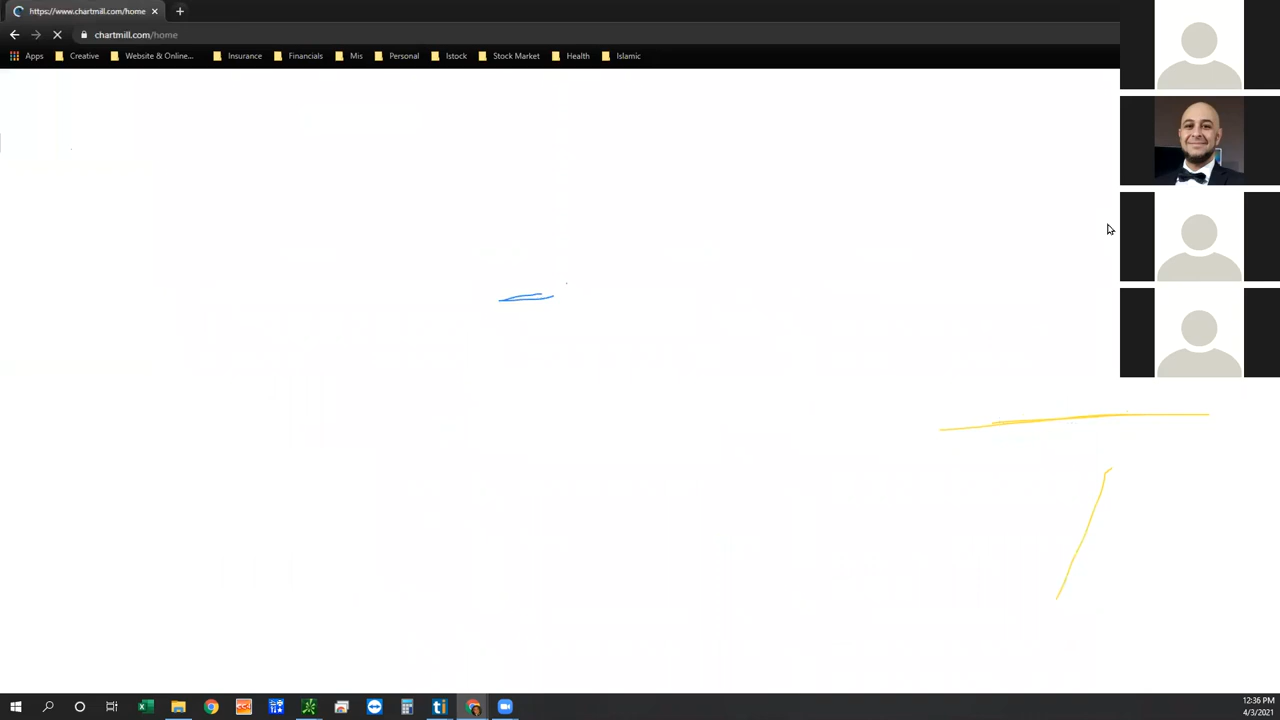 https://www.chartmill.com/home
chartmill.com/home
Apps Creative Website & Online... Insurance Financials Mis Personal Istock Stock Market Health Islamic
12:36 PM
4/3/2021